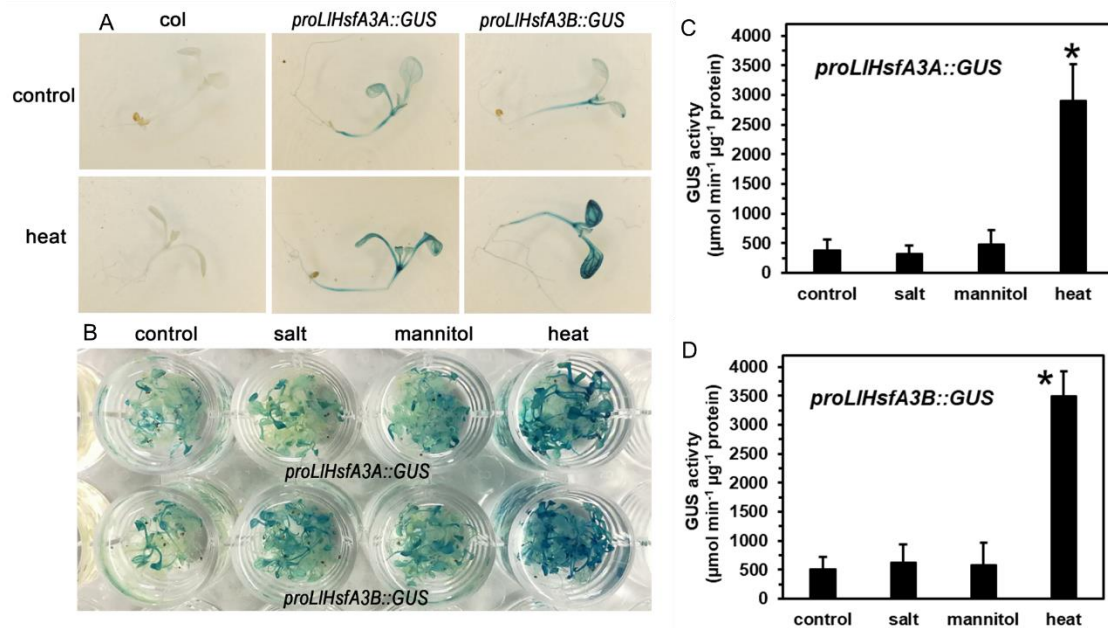 A
col
proLlHsfA3A::GUS
proLlHsfA3B::GUS
control
heat
B
control
salt
mannitol
heat
proLlHsfA3A::GUS
proLlHsfA3B::GUS
C
GUS activty
(μmol min⁻¹ μg⁻¹ protein)
4000
3500
3000
2500
2000
1500
1000
500
0
proLlHsfA3A::GUS
*
control
salt
mannitol
heat
D
GUS activity
(μmol min⁻¹ μg⁻¹ protein)
4000
3500
3000
2500
2000
1500
1000
500
0
proLlHsfA3B::GUS
*
control
salt
mannitol
heat